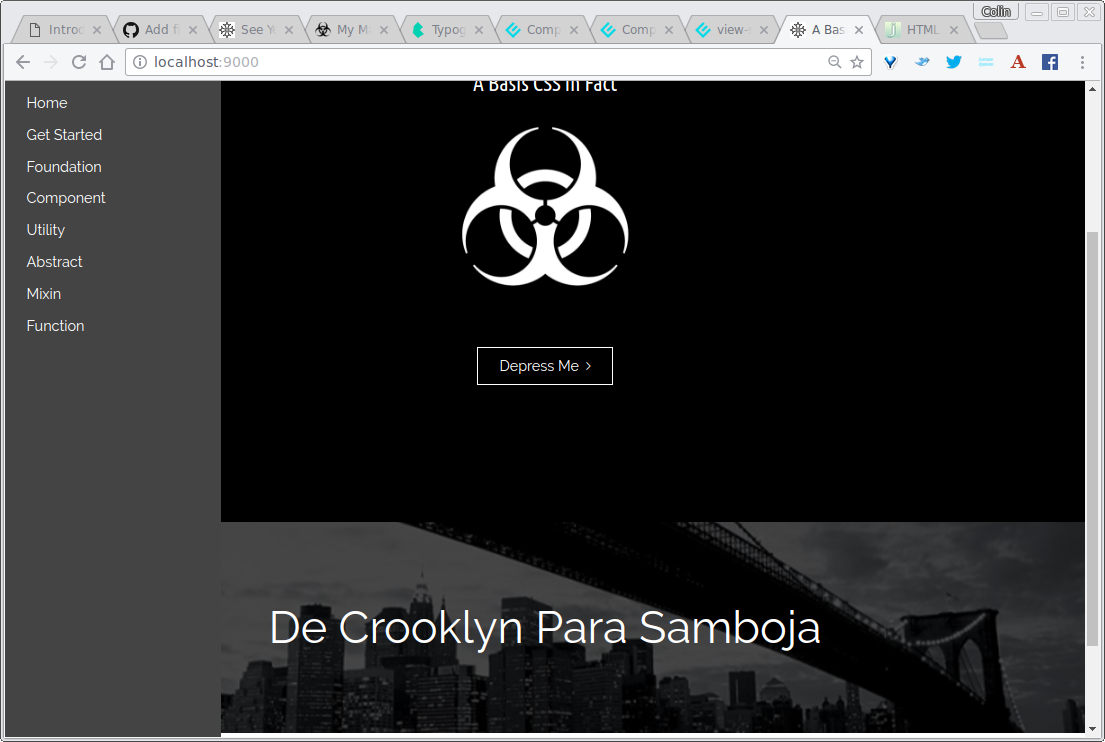 Colin
Introd
Add fi
See Yo
My Ma
Typog
Comp
Comp
view-
A Bas
HTML
localhost:9000
Home
Get Started
Foundation
Component
Utility
Abstract
Mixin
Function
A Basis CSS in Fact
Depress Me
De Crooklyn Para Samboja